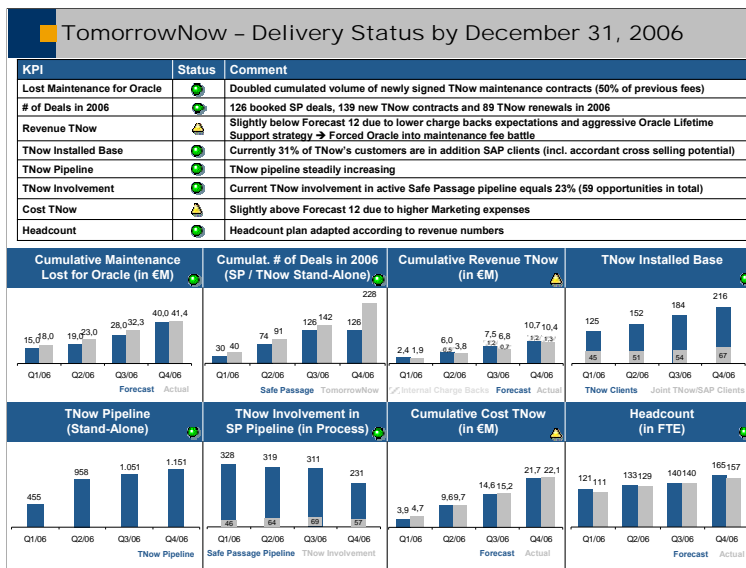 TomorrowNow – Delivery Status by December 31, 2006
KPI Status Comment
Lost Maintenance for Oracle Doubled cumulated volume of newly signed TNow maintenance contracts (50% of previous fees)
# of Deals in 2006 126 booked SP deals, 139 new TNow contracts and 89 TNow renewals in 2006
Revenue TNow Slightly below Forecast 12 due to lower charge backs expectations and aggressive Oracle Lifetime
Support strategy → Forced Oracle into maintenance fee battle
TNow Installed Base Currently 31% of TNow's customers are in addition SAP clients (incl. accordant cross selling potential)
TNow Pipeline TNow pipeline steadily increasing
TNow Involvement Current TNow involvement in active Safe Passage pipeline equals 23% (59 opportunities in total)
Cost TNow Slightly above Forecast 12 due to higher Marketing expenses
Headcount Headcount plan adapted according to revenue numbers
Cumulative Maintenance
Lost for Oracle (in €M)
15,0 18,0 19,0 23,0 28,0 32,3 40,0 41,4
Q1/06 Q2/06 Q3/06 Q4/06
Forecast Actual
Cumulat. # of Deals in 2006
(SP / TNow Stand-Alone)
30 40 74 91 126 142 126 228
Q1/06 Q2/06 Q3/06 Q4/06
Safe Passage TomorrowNow
Cumulative Revenue TNow
(in €M)
2,4 1,9 6,0 3,8 7,5 6,8 10,7 10,4
0,5 1,2 0,7 1,2 1,3
Q1/06 Q2/06 Q3/06 Q4/06
Internal Charge Backs Forecast Actual
TNow Installed Base
125 152 184 216
45 51 54 67
Q1/06 Q2/06 Q3/06 Q4/06
TNow Clients Joint TNow/SAP Clients
TNow Pipeline
(Stand-Alone)
455 958 1.051 1.151
Q1/06 Q2/06 Q3/06 Q4/06
TNow Pipeline
TNow Involvement in
SP Pipeline (in Process)
328 319 311 231
46 64 69 57
Q1/06 Q2/06 Q3/06 Q4/06
Safe Passage Pipeline TNow Involvement
Cumulative Cost TNow
(in €M)
3,9 4,7 9,6 9,7 14,6 15,2 21,7 22,1
Q1/06 Q2/06 Q3/06 Q4/06
Forecast Actual
Headcount
(in FTE)
121 111 133 129 140 140 165 157
Q1/06 Q2/06 Q3/06 Q4/06
Forecast Actual